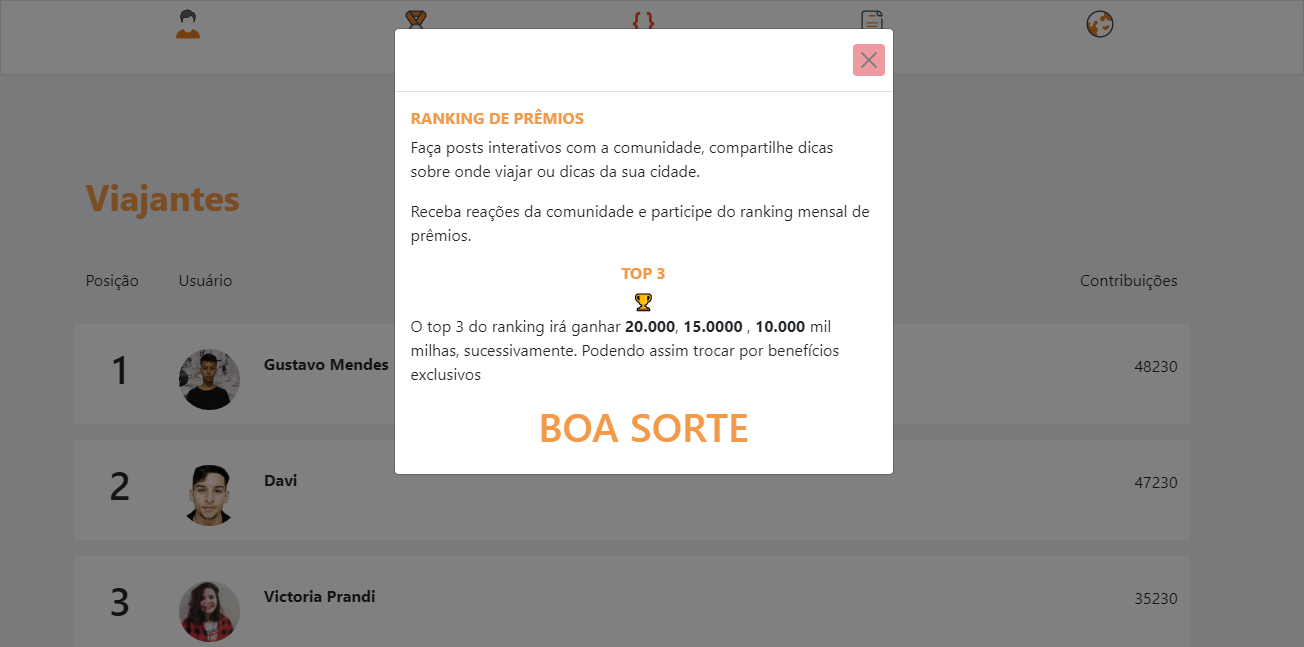 RANKING DE PRÊMIOS
Faça posts interativos com a comunidade, compartilhe dicas
sobre onde viajar ou dicas da sua cidade.
Receba reações da comunidade e participe do ranking mensal de
prêmios.
TOP 3
O top 3 do ranking irá ganhar 20.000, 15.0000 , 10.000 mil
milhas, sucessivamente. Podendo assim trocar por benefícios
exclusivos
BOA SORTE
Viajantes
Posição Usuário Contribuições
1 Gustavo Mendes 48230
2 Davi 47230
3 Victoria Prandi 35230